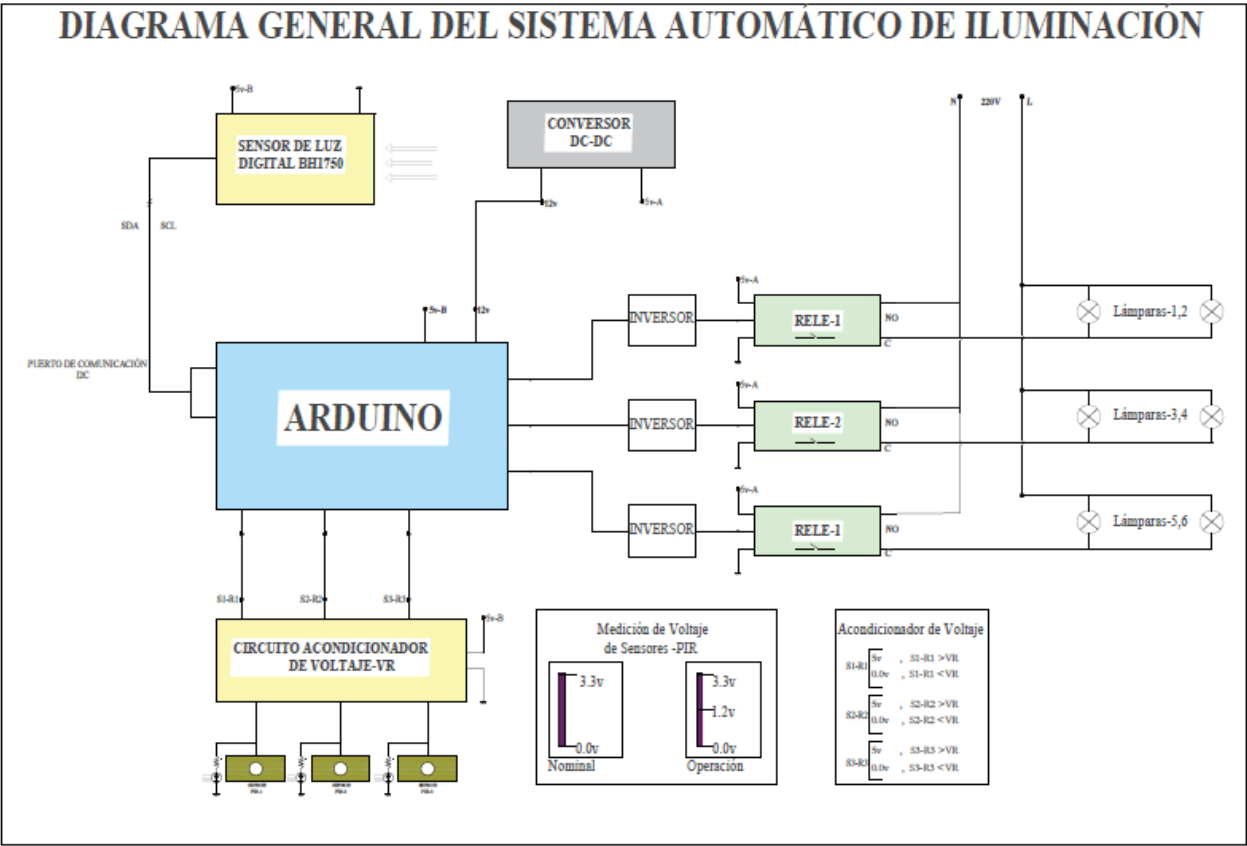 DIAGRAMA GENERAL DEL SISTEMA AUTOMÁTICO DE ILUMINACIÓN
5v-B
SENSOR DE LUZ
DIGITAL BH1750
CONVERSOR
DC-DC
N 220V L
12v
5v-A
SDA SCL
5v-B
12v
PUERTO DE COMUNICACIÓN
I2C
ARDUINO
INVERSOR
5v-A
RELE-1
NO
C
Lámparas-1,2
INVERSOR
5v-A
RELE-2
NO
C
Lámparas-3,4
INVERSOR
5v-A
RELE-1
NO
C
Lámparas-5,6
S1-R1
S2-R2
S3-R3
5v-B
CIRCUITO ACONDICIONADOR
DE VOLTAJE-VR
SENSOR
PIR-1
SENSOR
SENSOR
Medición de Voltaje
de Sensores -PIR
3.3v
0.0v
Nominal
3.3v
1.2v
0.0v
Operación
Acondicionador de Voltaje
S1-R1
5v , S1-R1 >VR
0.0v , S1-R1 <VR
S2-R2
5v , S2-R2 >VR
0.0v , S2-R2 <VR
S3-R3
5v , S3-R3 >VR
0.0v , S3-R3 <VR